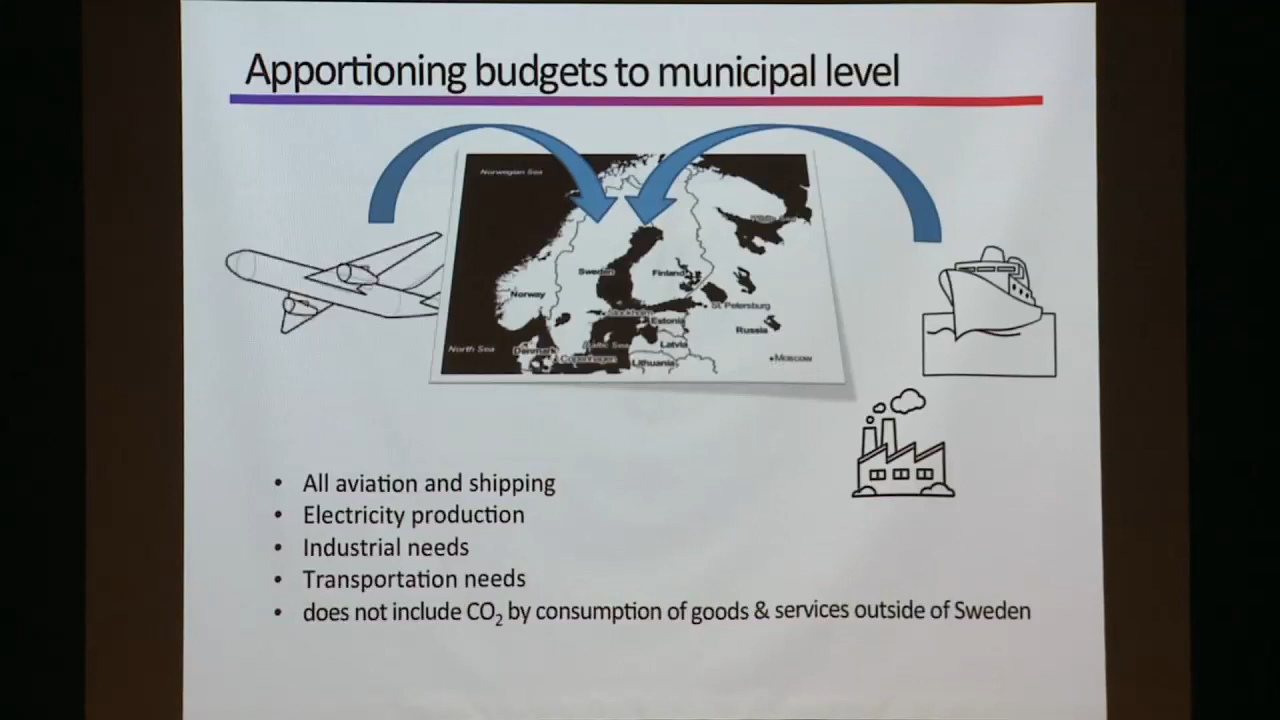 Apportioning budgets to municipal level
Norwegian Sea
Sweden
Finland
Norway
St. Petersburg
Stockholm
Estonia
Russia
North Sea
Denmark
Baltic Sea
Latvia
Copenhagen
Lithuania
Moscow
• All aviation and shipping
• Electricity production
• Industrial needs
• Transportation needs
• does not include CO₂ by consumption of goods & services outside of Sweden